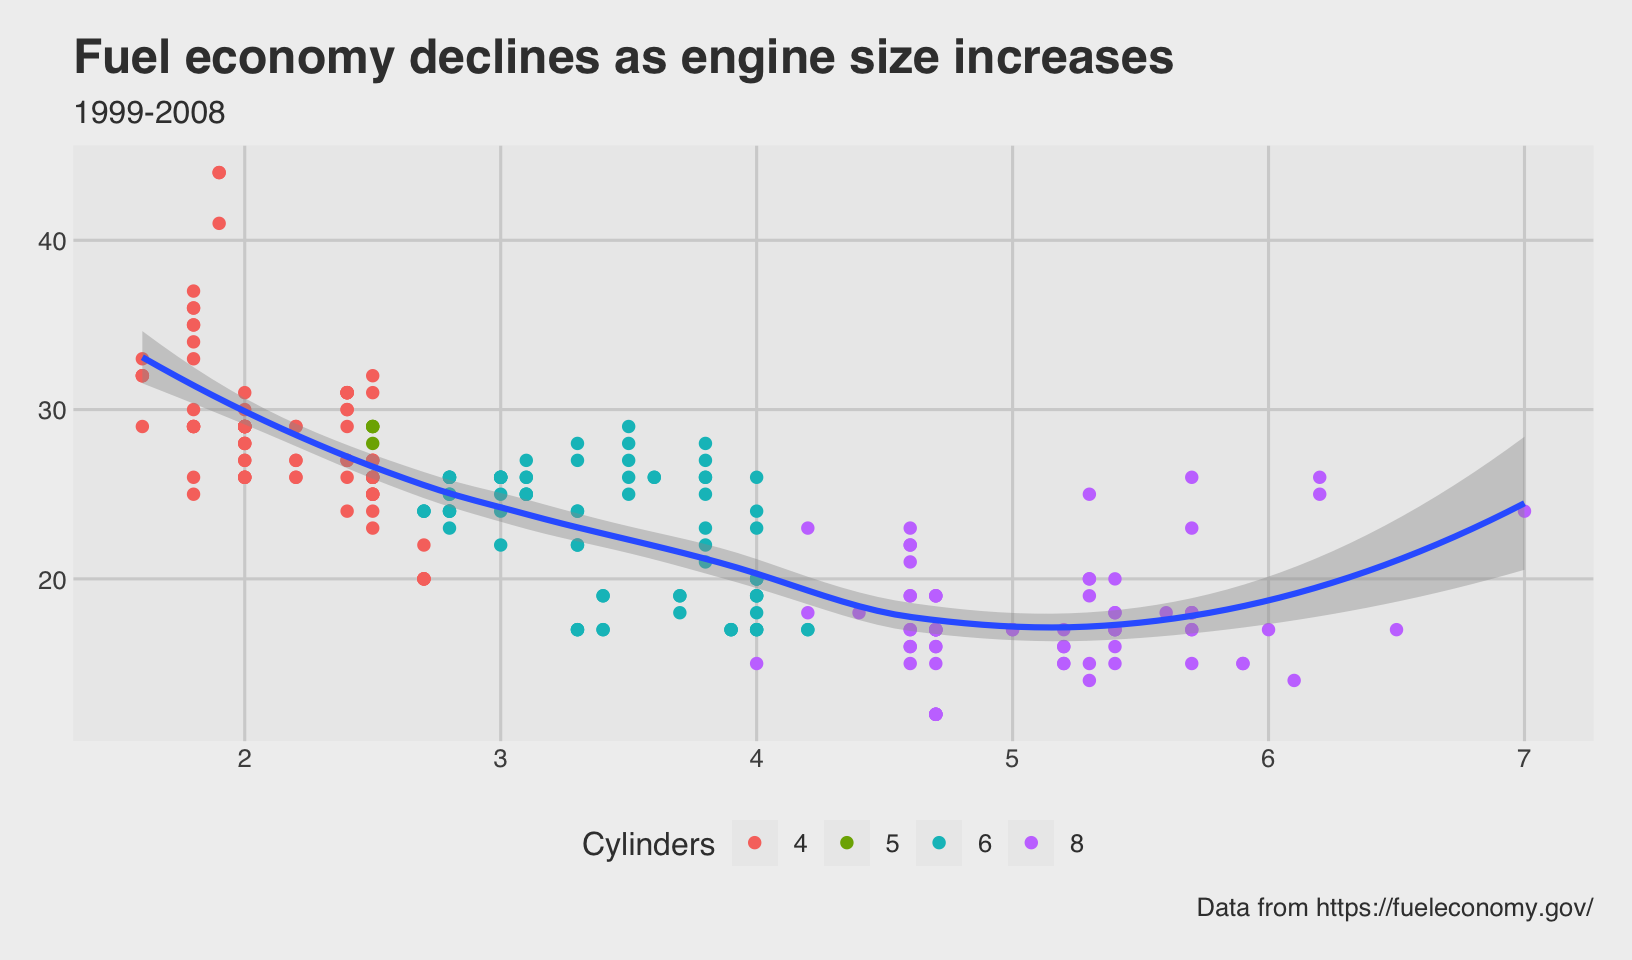 Fuel economy declines as engine size increases
1999-2008
40
30
20
2 3 4 5 6 7
Cylinders 4 5 6 8
Data from https://fueleconomy.gov/